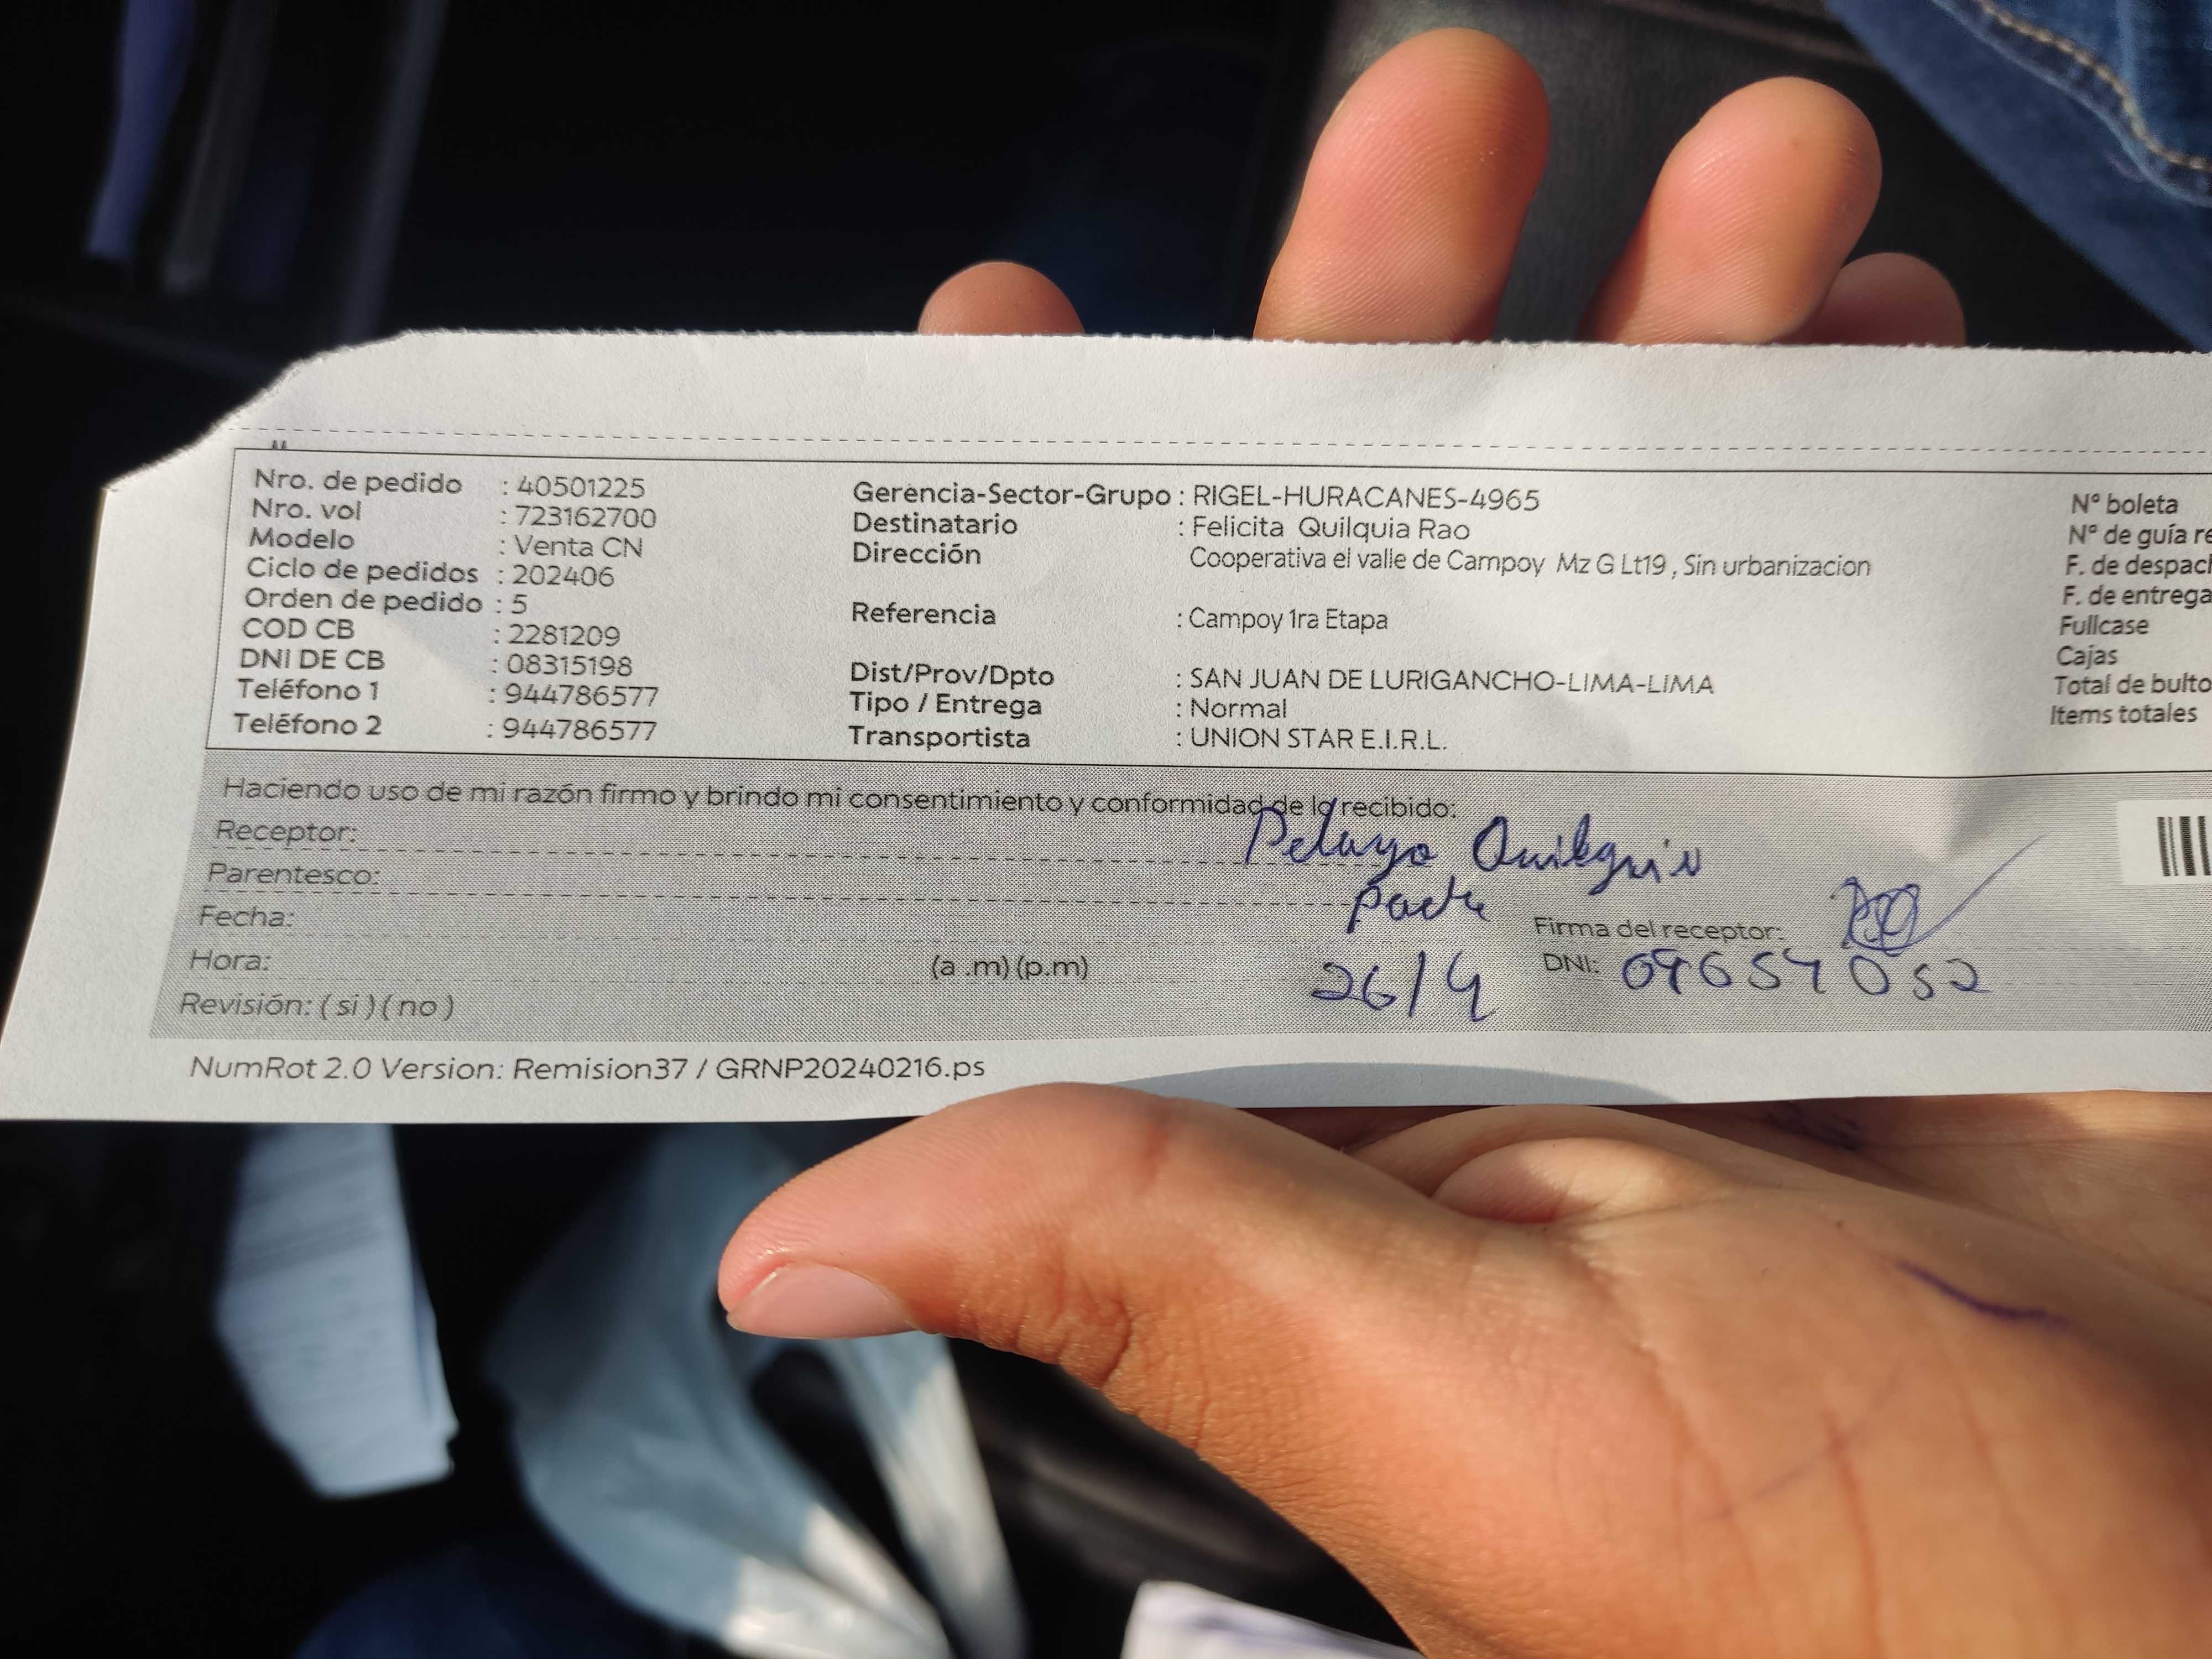 Nro. de pedido : 40501225
Nro. vol : 723162700
Modelo : Venta CN
Ciclo de pedidos : 202406
Orden de pedido : 5
COD CB : 2281209
DNI DE CB : 08315198
Teléfono 1 : 944786577
Teléfono 2 : 944786577
Gerencia-Sector-Grupo : RIGEL-HURACANES-4965
Destinatario : Felicita Quilquia Rao
Dirección Cooperativa el valle de Campoy Mz G Lt19 , Sin urbanizacion
Referencia : Campoy 1ra Etapa
Dist/Prov/Dpto : SAN JUAN DE LURIGANCHO-LIMA-LIMA
Tipo / Entrega : Normal
Transportista : UNION STAR E.I.R.L.
N° boleta
N° de guía re
F. de despach
F. de entrega
Fullcase
Cajas
Total de bulto
Items totales
Haciendo uso de mi razón firmo y brindo mi consentimiento y conformidad de lo recibido:
Receptor: Pelayo
Parentesco:
Fecha: 26/4
Firma del receptor:
Hora: (a .m) (p.m)
DNI:
Revisión: ( si ) ( no )
NumRot 2.0 Version: Remision37 / GRNP20240216.ps